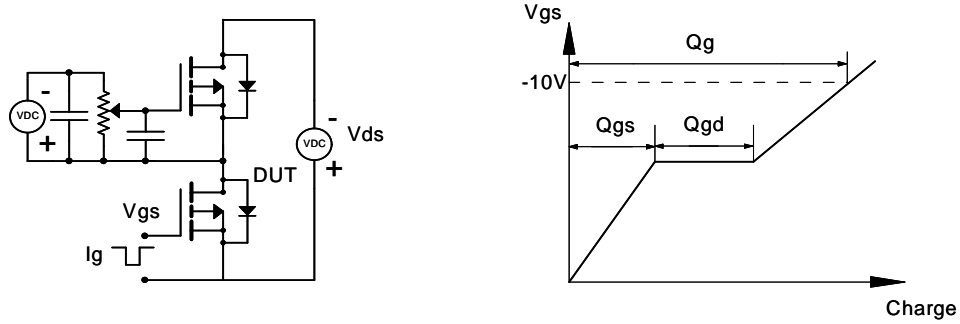 -
VDC
+
-
VDC
+
Vds
DUT
Vgs
Ig
Vgs
Qg
-10V
Qgs
Qgd
Charge